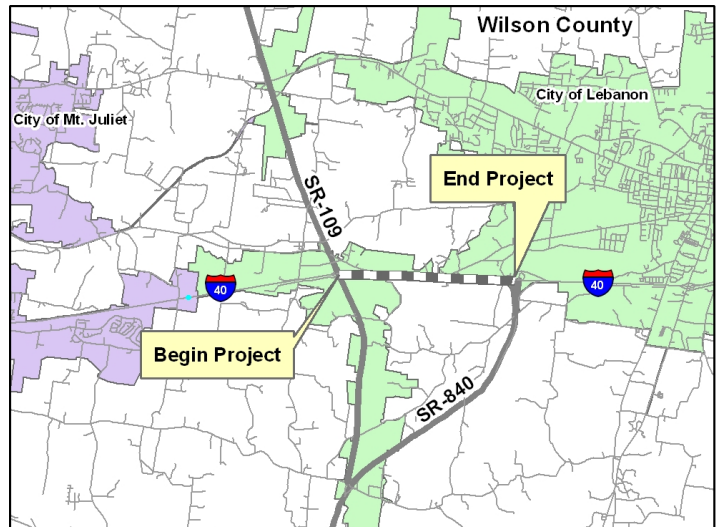 Wilson County
City of Lebanon
City of Mt. Juliet
End Project
SR-109
40
40
Begin Project
SR-840